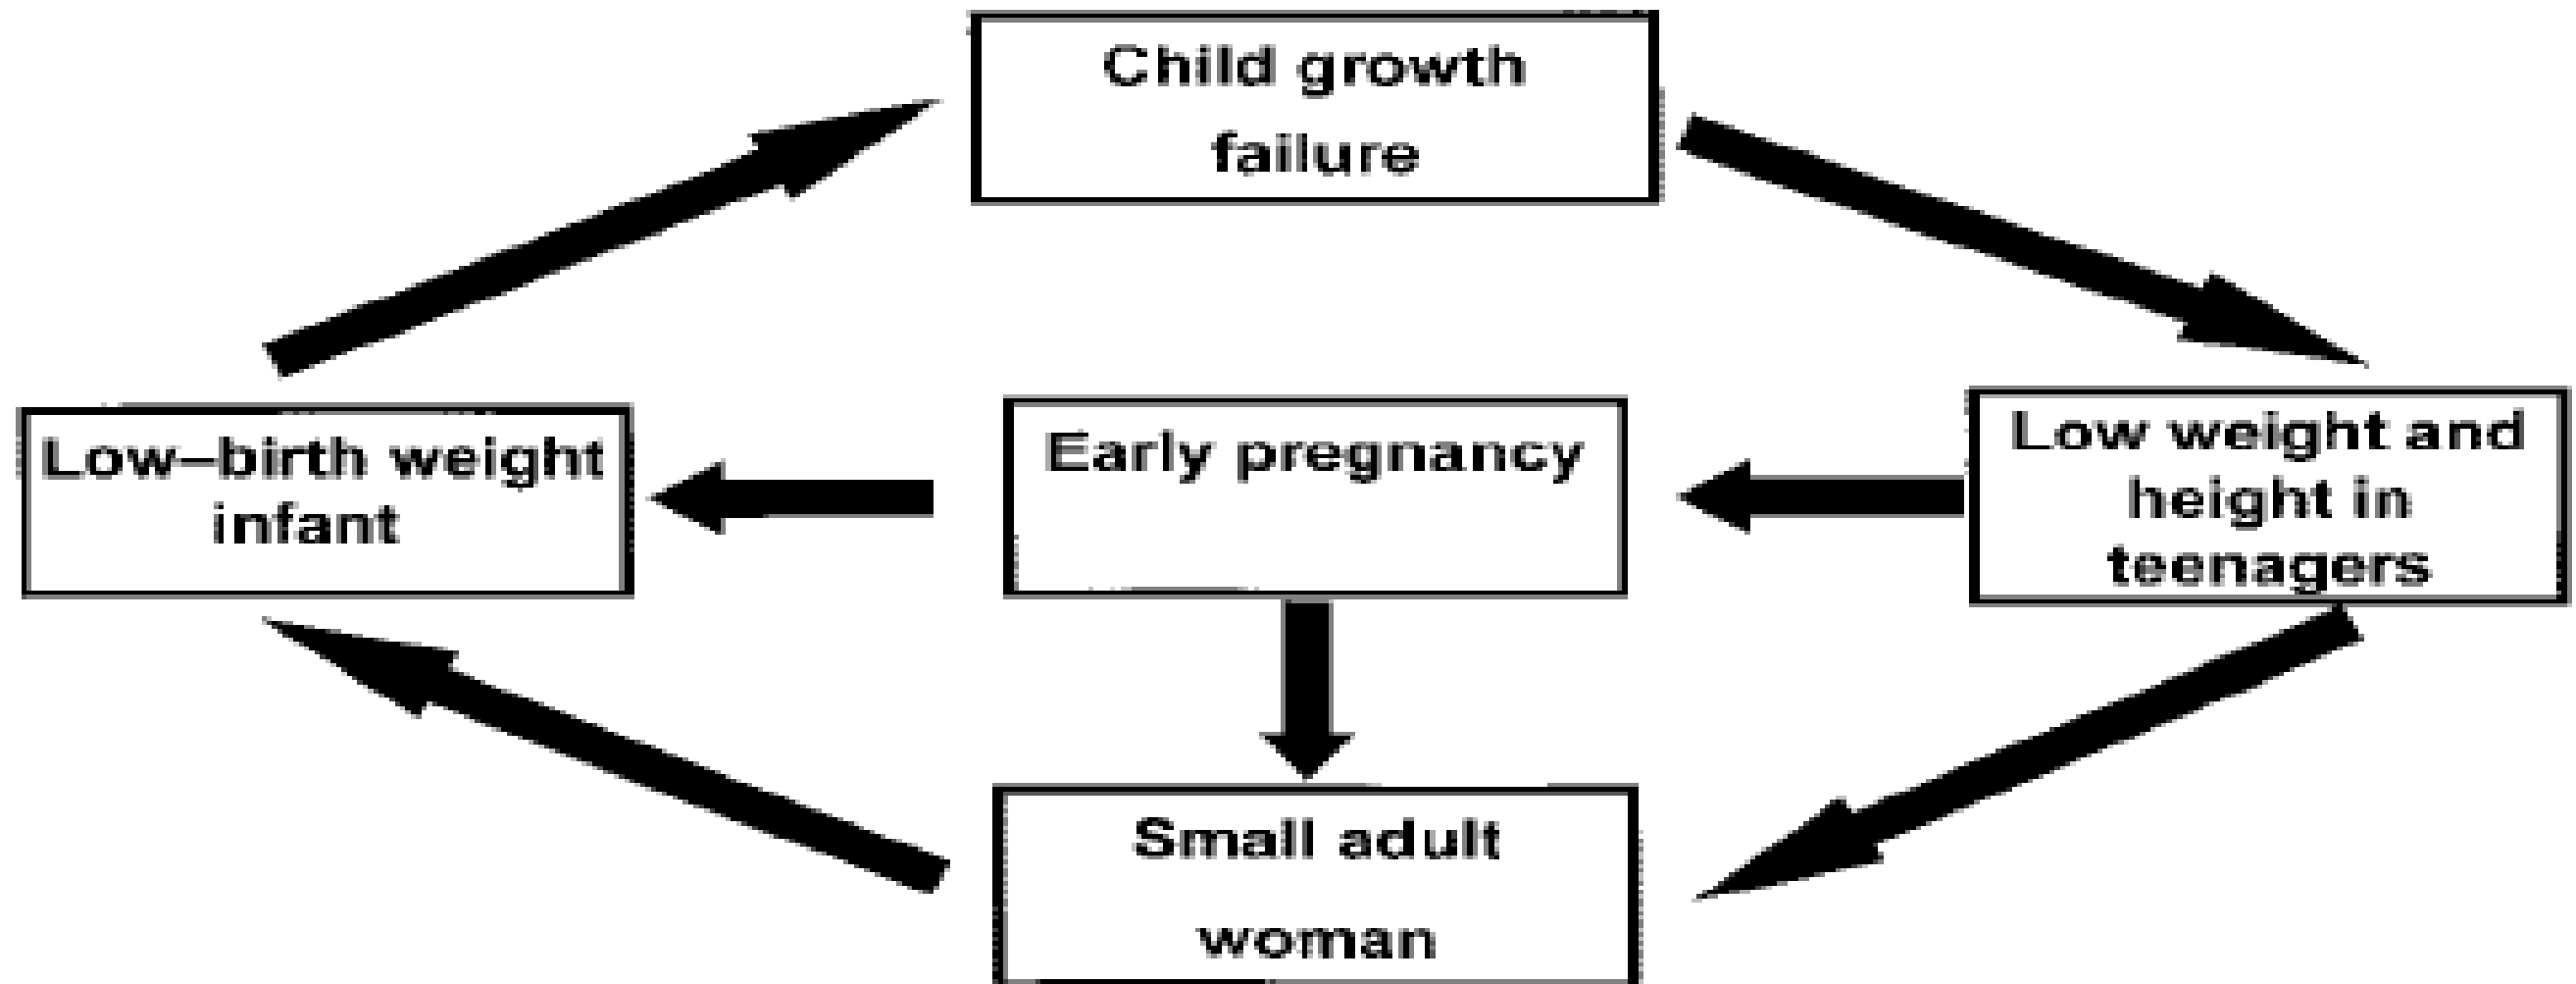 Child growth
failure
Low–birth weight
infant
Early pregnancy
Low weight and
height in
teenagers
Small adult
woman